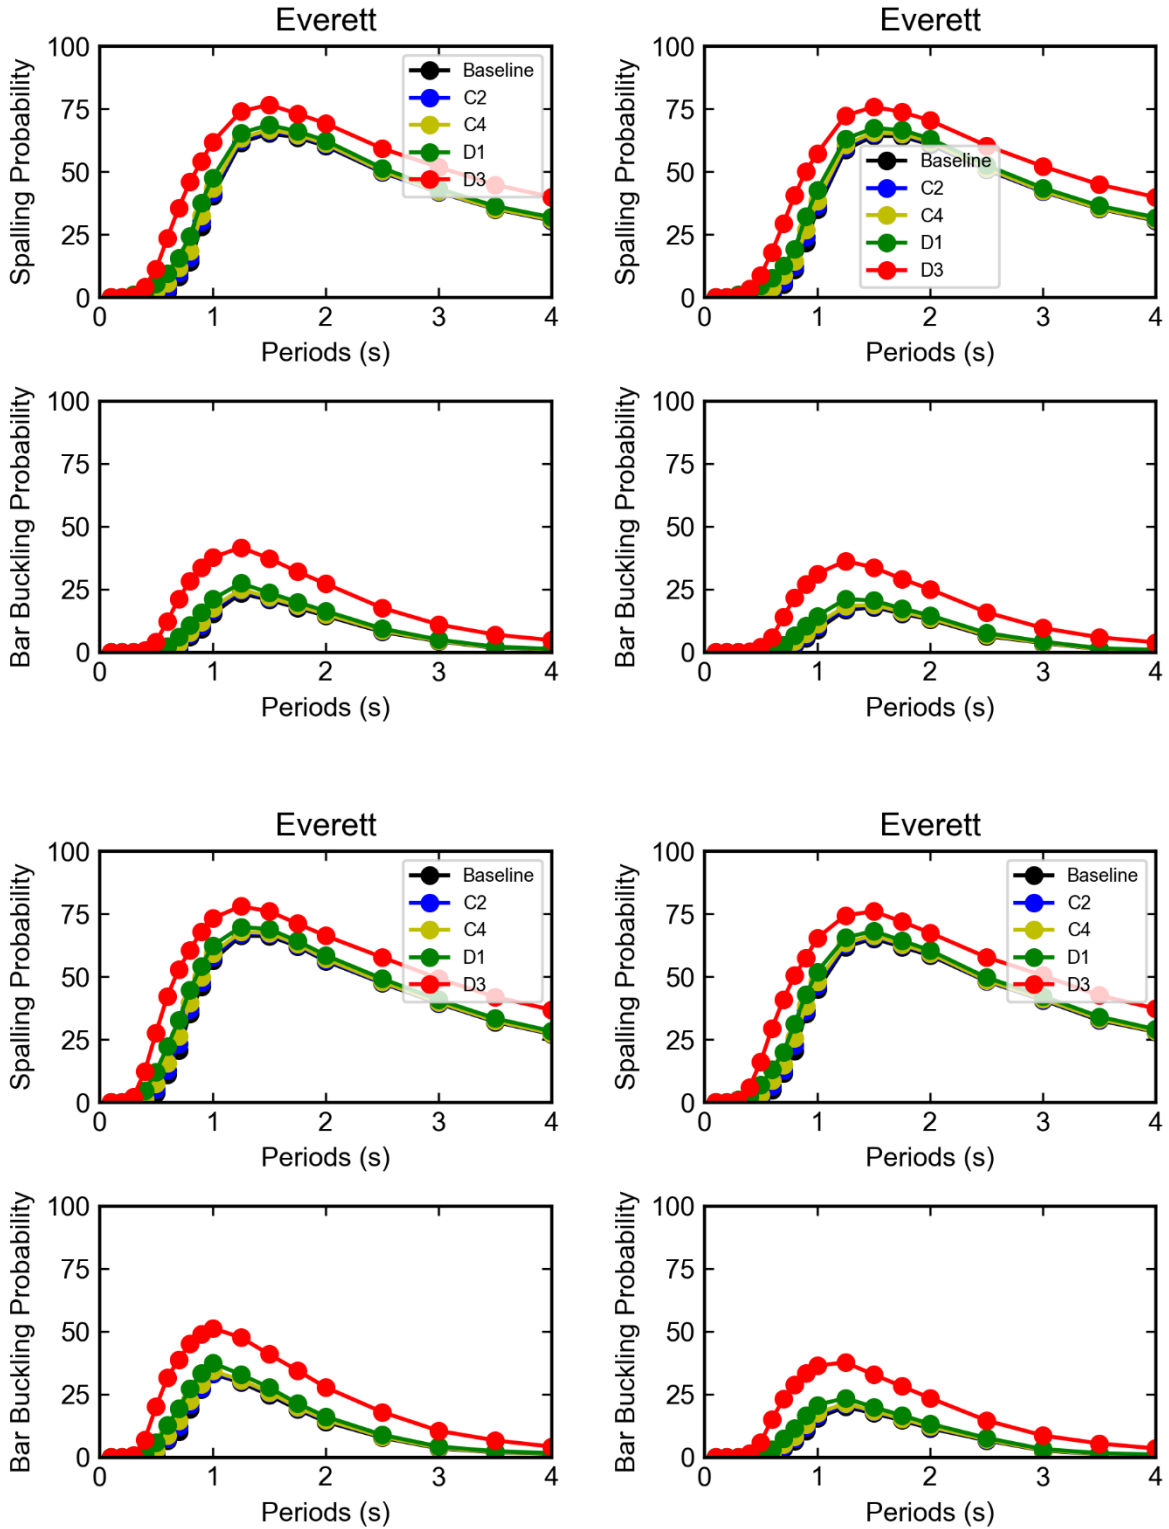 Everett
Spalling Probability
100
75
50
25
0
Baseline
C2
C4
D1
D3
0 1 2 3 4
Periods (s)
Everett
Spalling Probability
100
75
50
25
0
Baseline
C2
C4
D1
D3
0 1 2 3 4
Periods (s)
Bar Buckling Probability
100
75
50
25
0
0 1 2 3 4
Periods (s)
Bar Buckling Probability
100
75
50
25
0
0 1 2 3 4
Periods (s)
Everett
Spalling Probability
100
75
50
25
0
Baseline
C2
C4
D1
D3
0 1 2 3 4
Periods (s)
Everett
Spalling Probability
100
75
50
25
0
Baseline
C2
C4
D1
D3
0 1 2 3 4
Periods (s)
Bar Buckling Probability
100
75
50
25
0
0 1 2 3 4
Periods (s)
Bar Buckling Probability
100
75
50
25
0
0 1 2 3 4
Periods (s)